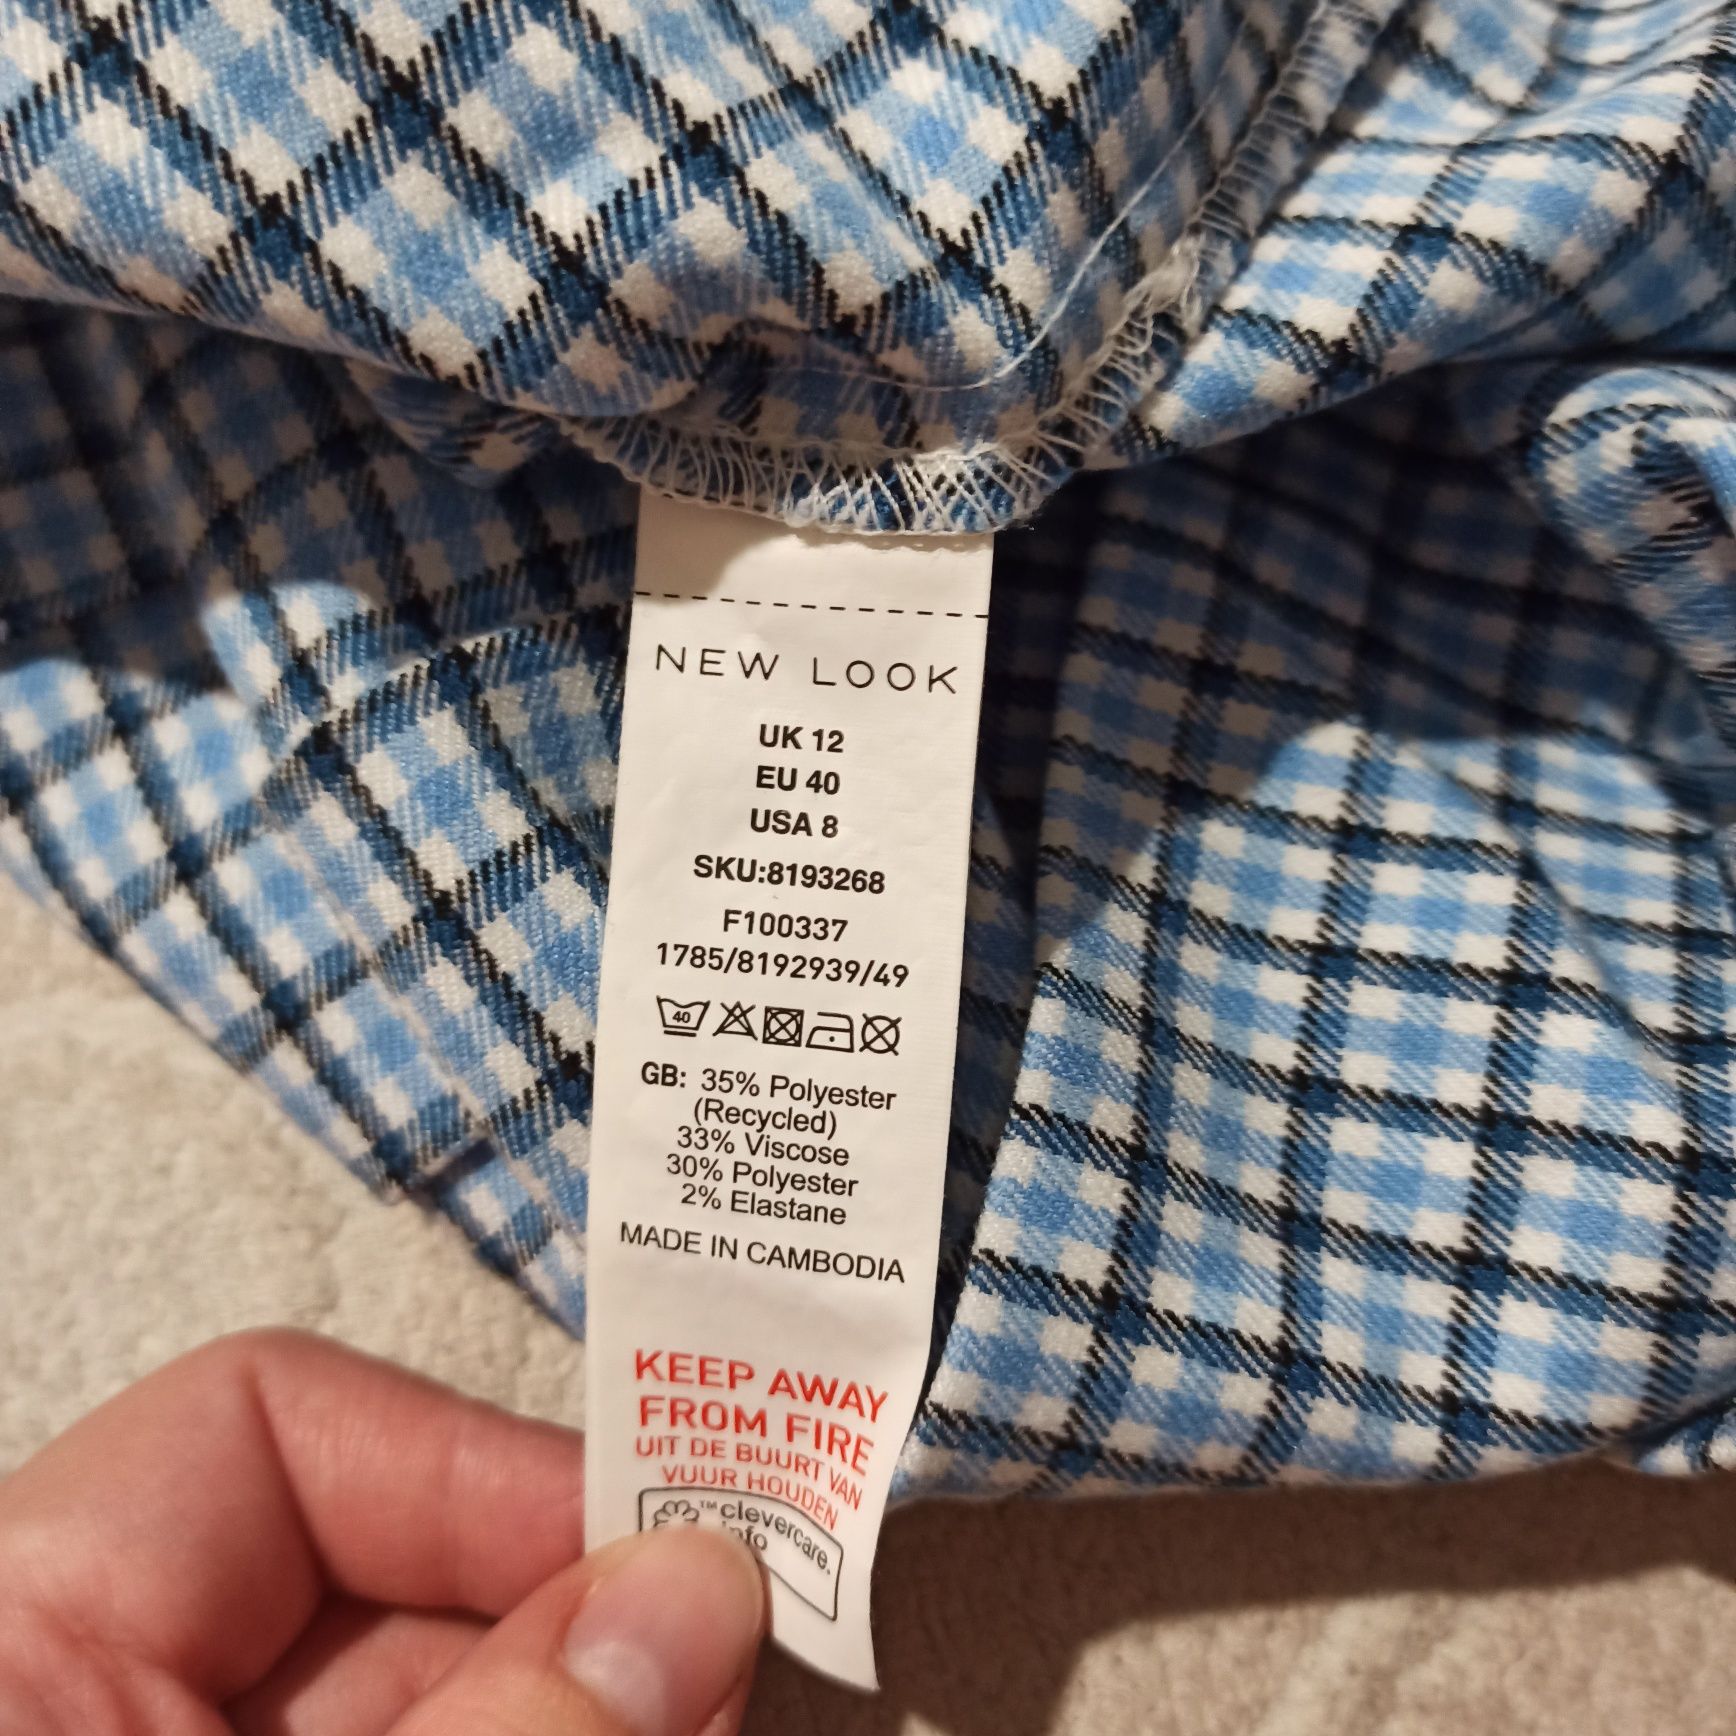 NEW LOOK
UK 12
EU 40
USA 8
SKU:8193268
F100337
1785/8192939/49
40
GB: 35% Polyester
(Recycled)
33% Viscose
30% Polyester
2% Elastane
MADE IN CAMBODIA
KEEP AWAY
FROM FIRE
UIT DE BUURT VAN
VUUR HOUDEN
™clevercare.
info